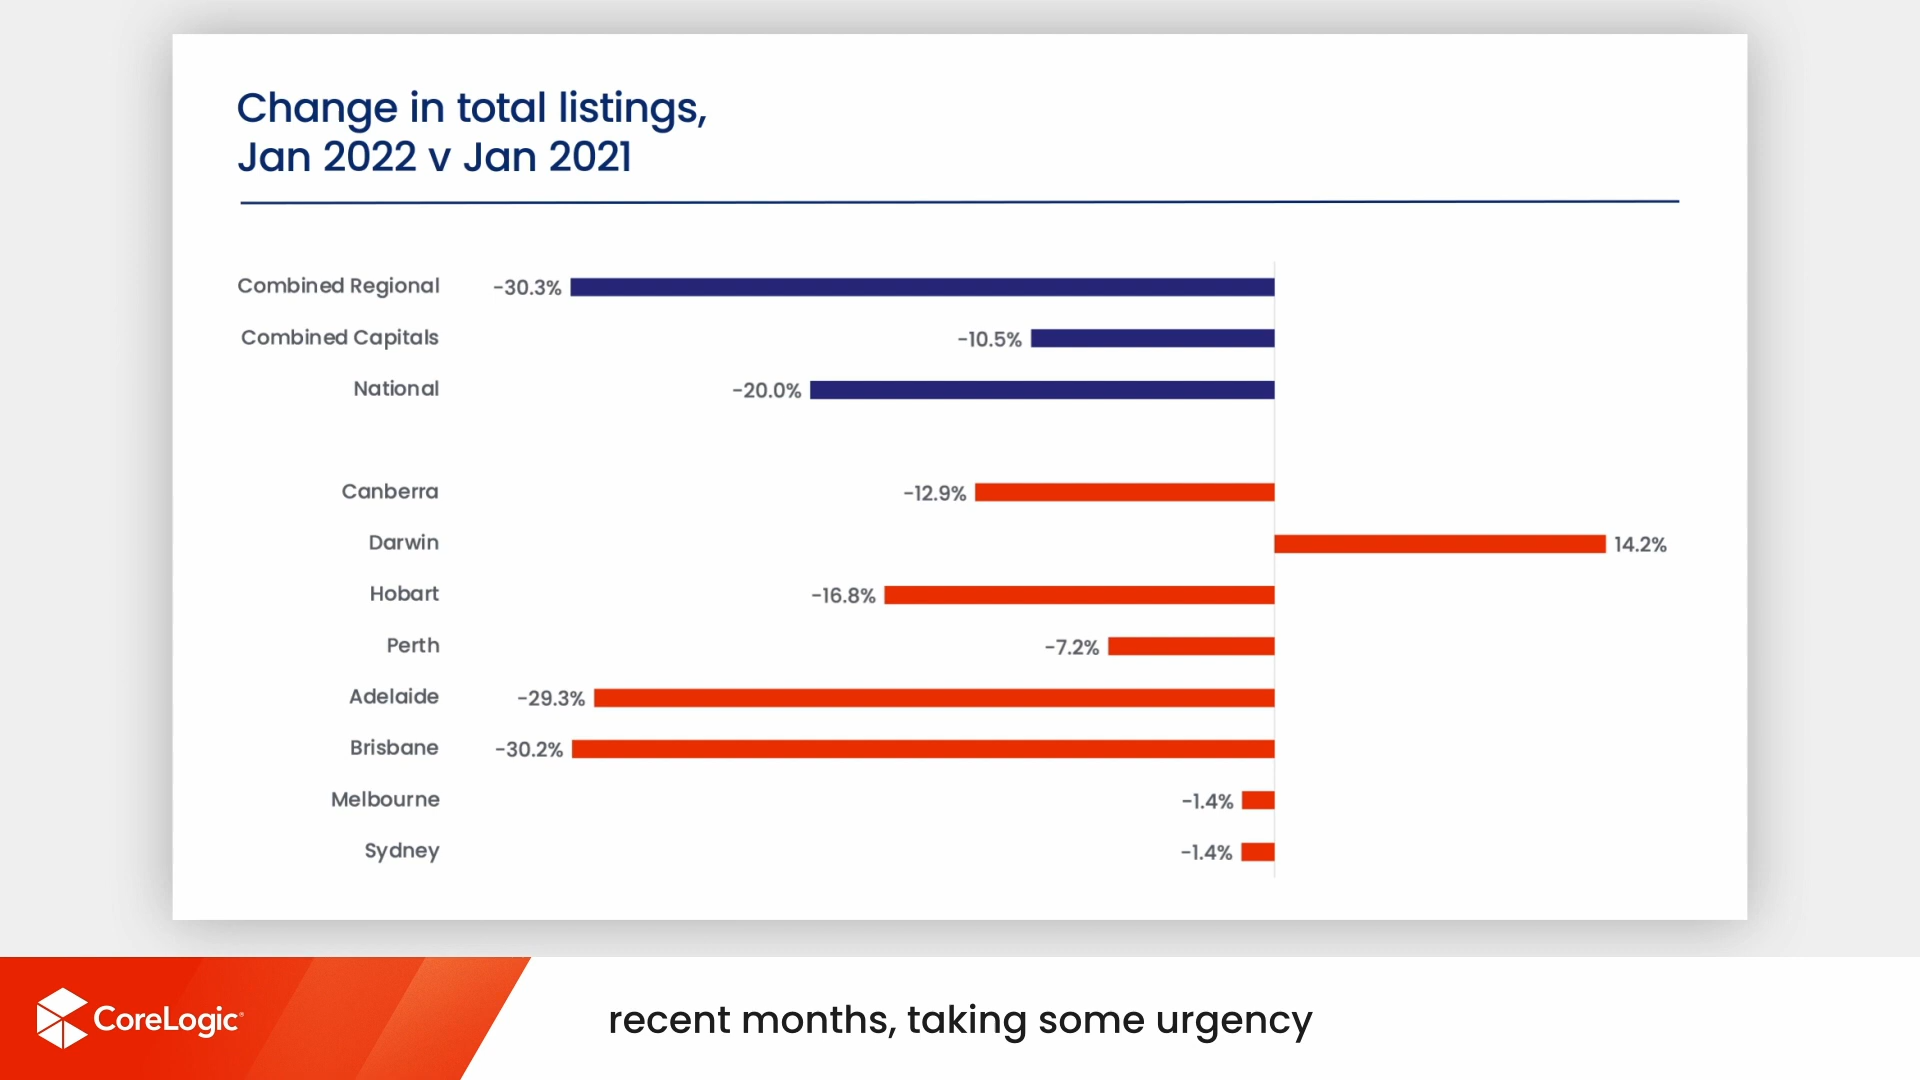 Change in total listings,
Jan 2022 v Jan 2021
Combined Regional -30.3%
Combined Capitals -10.5%
National -20.0%
Canberra -12.9%
Darwin 14.2%
Hobart -16.8%
Perth -7.2%
Adelaide -29.3%
Brisbane -30.2%
Melbourne -1.4%
Sydney -1.4%
CoreLogic
recent months, taking some urgency